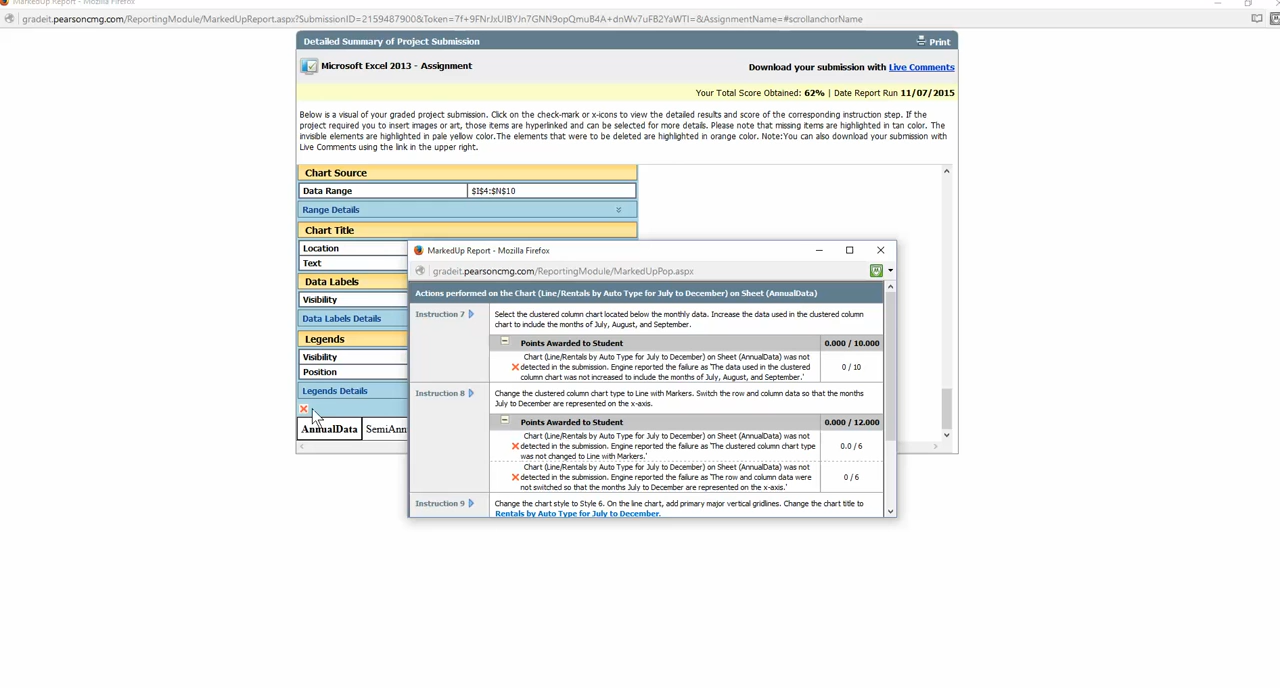 MarkedUp Report - Mozilla Firefox
gradeit.pearsoncmg.com/ReportingModule/MarkedUpReport.aspx?SubmissionID=2159487900&Token=7f+9FNrJxUIBYJn7GNN9opQmuB4A+dnWv7uFB2YaWTI=&AssignmentName=#scrollanchorName
Detailed Summary of Project Submission
Print
Microsoft Excel 2013 - Assignment
Download your submission with Live Comments
Your Total Score Obtained: 62% | Date Report Run 11/07/2015
Below is a visual of your graded project submission. Click on the check-mark or x-icons to view the detailed results and score of the corresponding instruction step. If the
project required you to insert images or art, those items are hyperlinked and can be selected for more details. Please note that missing items are highlighted in tan color. The
invisible elements are highlighted in pale yellow color.The elements that were to be deleted are highlighted in orange color. Note:You can also download your submission with
Live Comments using the link in the upper right.
Chart Source
Data Range $I$4:$N$10
Range Details
Chart Title
Location
Text
Data Labels
Visibility
Data Labels Details
Legends
Visibility
Position
Legends Details
AnnualData SemiAnn
MarkedUp Report - Mozilla Firefox
gradeit.pearsoncmg.com/ReportingModule/MarkedUpPop.aspx
Actions performed on the Chart (Line/Rentals by Auto Type for July to December) on Sheet (AnnualData)
Instruction 7
Select the clustered column chart located below the monthly data. Increase the data used in the clustered
column chart to include the months of July, August, and September.
Points Awarded to Student 0.000 / 10.000
Chart (Line/Rentals by Auto Type for July to December) on Sheet (AnnualData) was not
detected in the submission. Engine reported the failure as 'The data used in the clustered
column chart was not increased to include the months of July, August, and September.'
0 / 10
Instruction 8
Change the clustered column chart type to Line with Markers. Switch the row and column data so that the months
July to December are represented on the x-axis.
Points Awarded to Student 0.000 / 12.000
Chart (Line/Rentals by Auto Type for July to December) on Sheet (AnnualData) was not
detected in the submission. Engine reported the failure as 'The clustered column chart type
was not changed to Line with Markers.'
0.0 / 6
Chart (Line/Rentals by Auto Type for July to December) on Sheet (AnnualData) was not
detected in the submission. Engine reported the failure as 'The row and column data were
not switched so that the months July to December are represented on the x-axis.'
0 / 6
Instruction 9
Change the chart style to Style 6. On the line chart, add primary major vertical gridlines. Change the chart title to
Rentals by Auto Type for July to December.